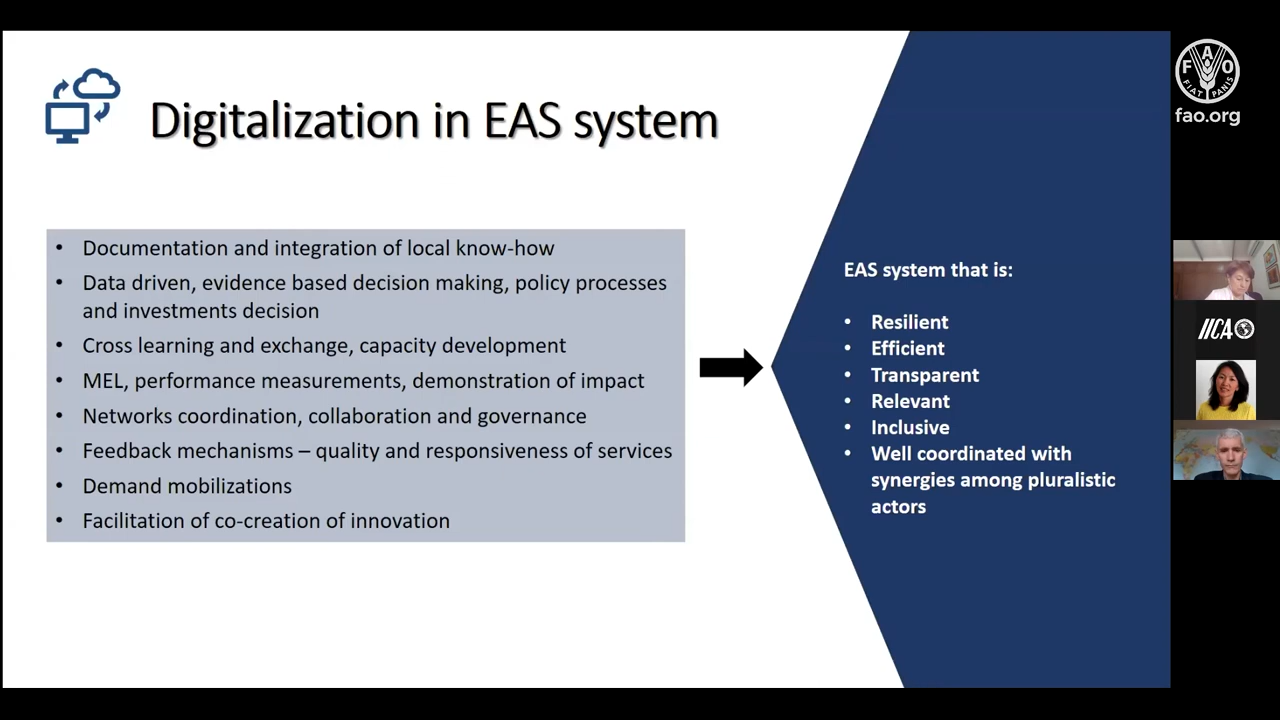 Digitalization in EAS system
• Documentation and integration of local know-how
• Data driven, evidence based decision making, policy processes
and investments decision
• Cross learning and exchange, capacity development
• MEL, performance measurements, demonstration of impact
• Networks coordination, collaboration and governance
• Feedback mechanisms – quality and responsiveness of services
• Demand mobilizations
• Facilitation of co-creation of innovation
EAS system that is:
• Resilient
• Efficient
• Transparent
• Relevant
• Inclusive
• Well coordinated with
synergies among pluralistic
actors
F A O
FIAT PANIS
fao.org
IICA